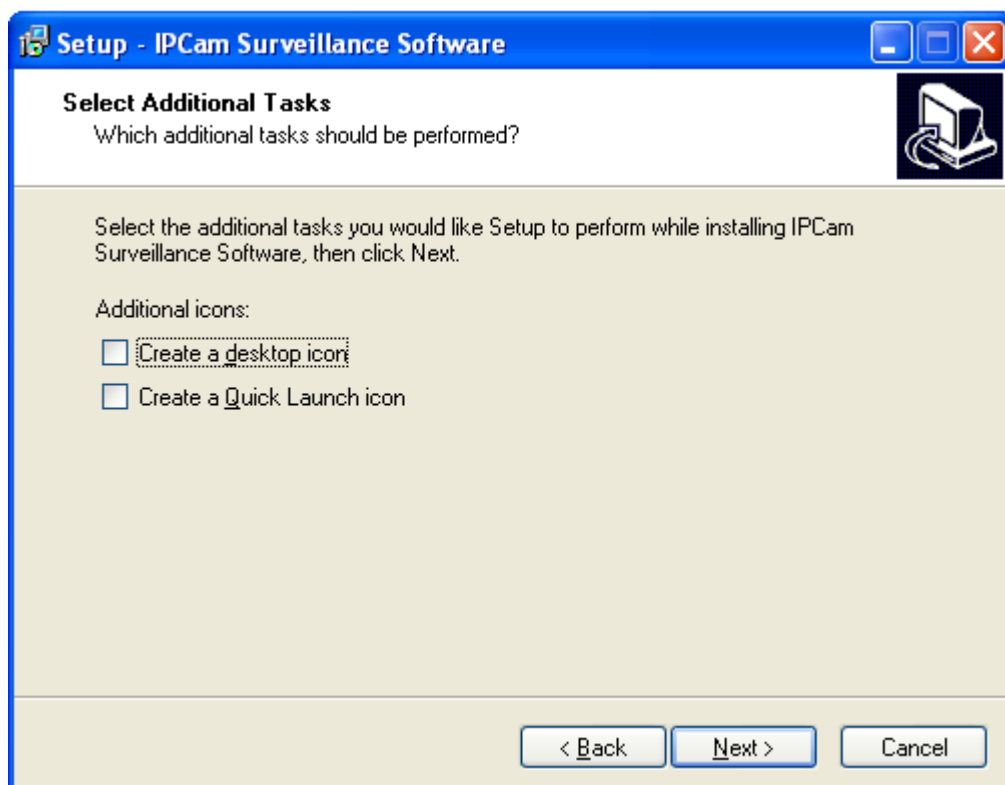 Setup - IPCam Surveillance Software
Select Additional Tasks
Which additional tasks should be performed?
Select the additional tasks you would like Setup to perform while installing IPCam
Surveillance Software, then click Next.
Additional icons:
Create a desktop icon
Create a Quick Launch icon
< Back Next > Cancel